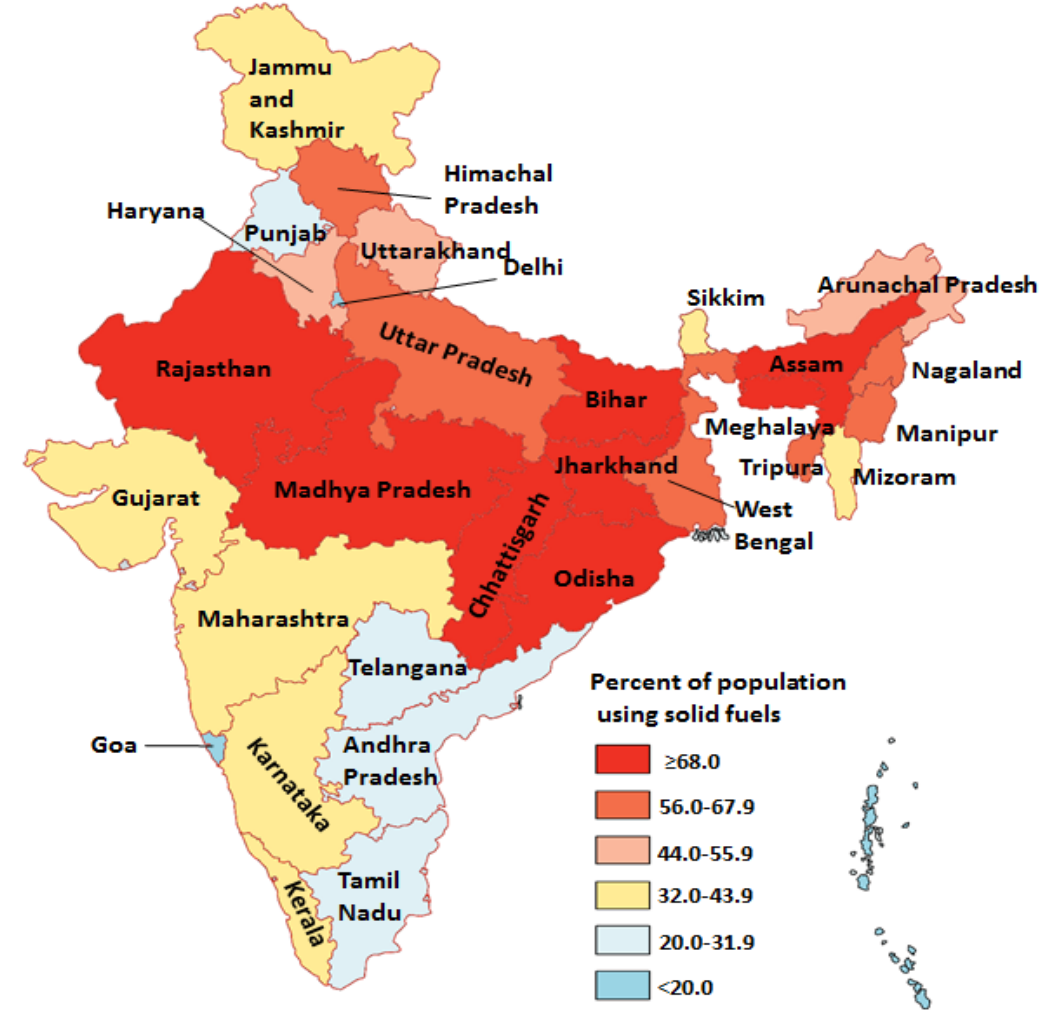 Jammu
and
Kashmir
Himachal
Pradesh
Haryana
Punjab
Uttarakhand
Delhi
Sikkim
Arunachal Pradesh
Uttar Pradesh
Rajasthan
Assam
Nagaland
Bihar
Meghalaya
Manipur
Jharkhand
Tripura
Mizoram
Gujarat
Madhya Pradesh
West
Bengal
Chhattisgarh
Odisha
Maharashtra
Telangana
Goa
Karnataka
Andhra
Pradesh
Tamil
Nadu
Kerala
Percent of population
using solid fuels
≥68.0
56.0-67.9
44.0-55.9
32.0-43.9
20.0-31.9
<20.0